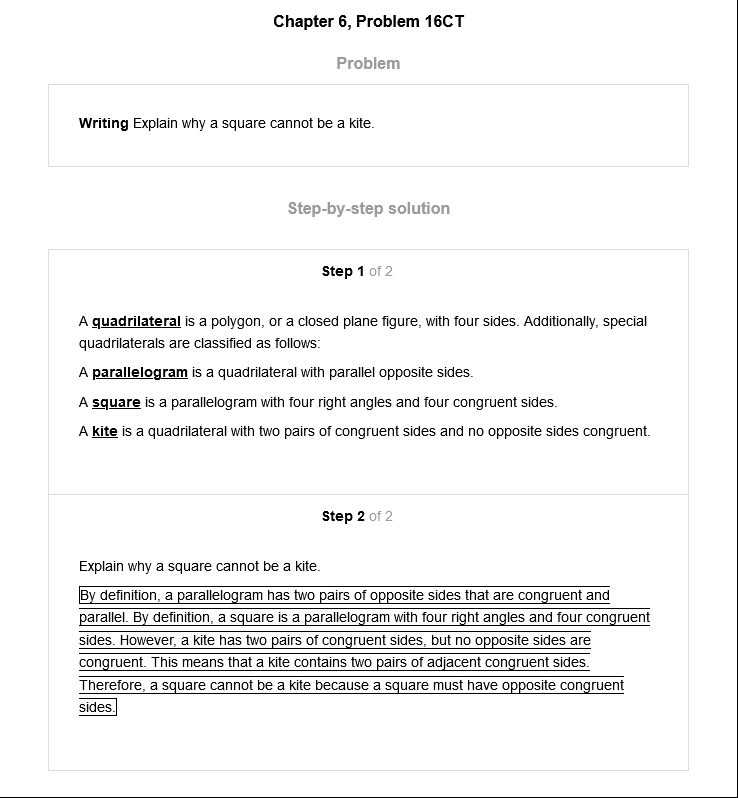 Chapter 6, Problem 16CT
Problem
Writing Explain why a square cannot be a kite.
Step-by-step solution
Step 1 of 2
A quadrilateral is a polygon, or a closed plane figure, with four sides. Additionally, special
quadrilaterals are classified as follows:
A parallelogram is a quadrilateral with parallel opposite sides.
A square is a parallelogram with four right angles and four congruent sides.
A kite is a quadrilateral with two pairs of congruent sides and no opposite sides congruent.
Step 2 of 2
Explain why a square cannot be a kite.
By definition, a parallelogram has two pairs of opposite sides that are congruent and
parallel. By definition, a square is a parallelogram with four right angles and four congruent
sides. However, a kite has two pairs of congruent sides, but no opposite sides are
congruent. This means that a kite contains two pairs of adjacent congruent sides.
Therefore, a square cannot be a kite because a square must have opposite congruent
sides.